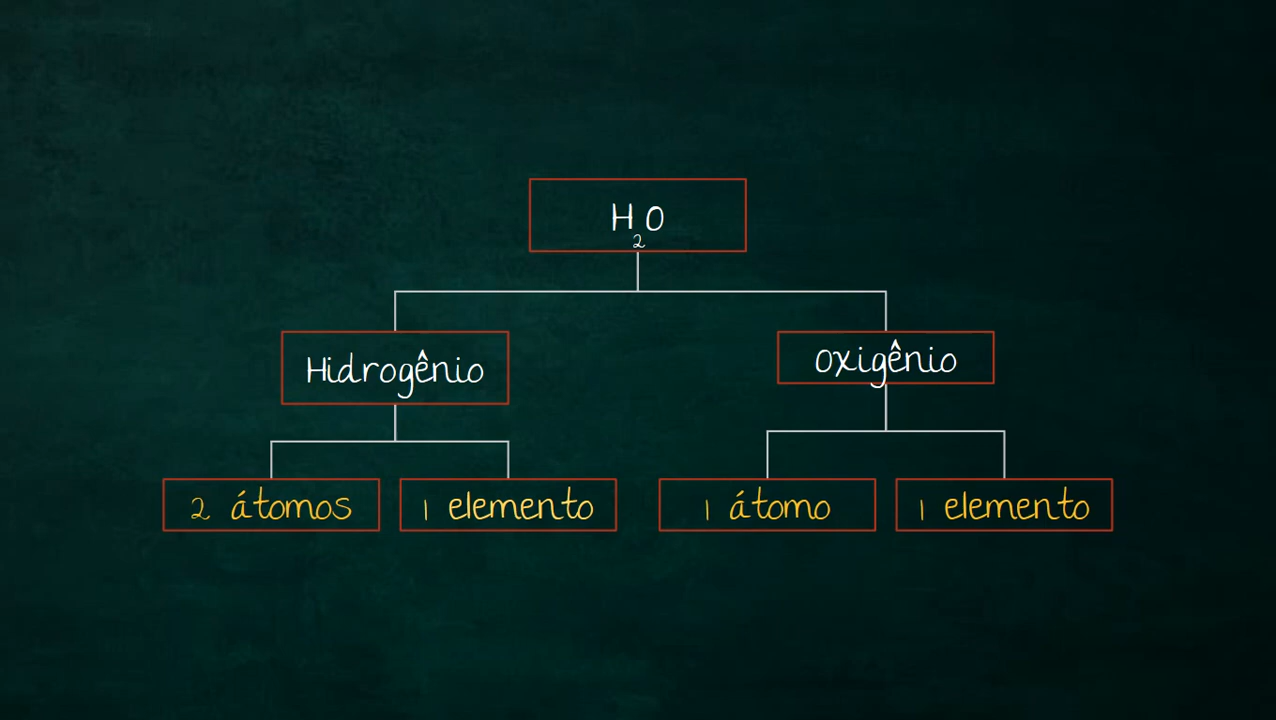 H₂O
Hidrogênio
Oxigênio
2 átomos
1 elemento
1 átomo
1 elemento